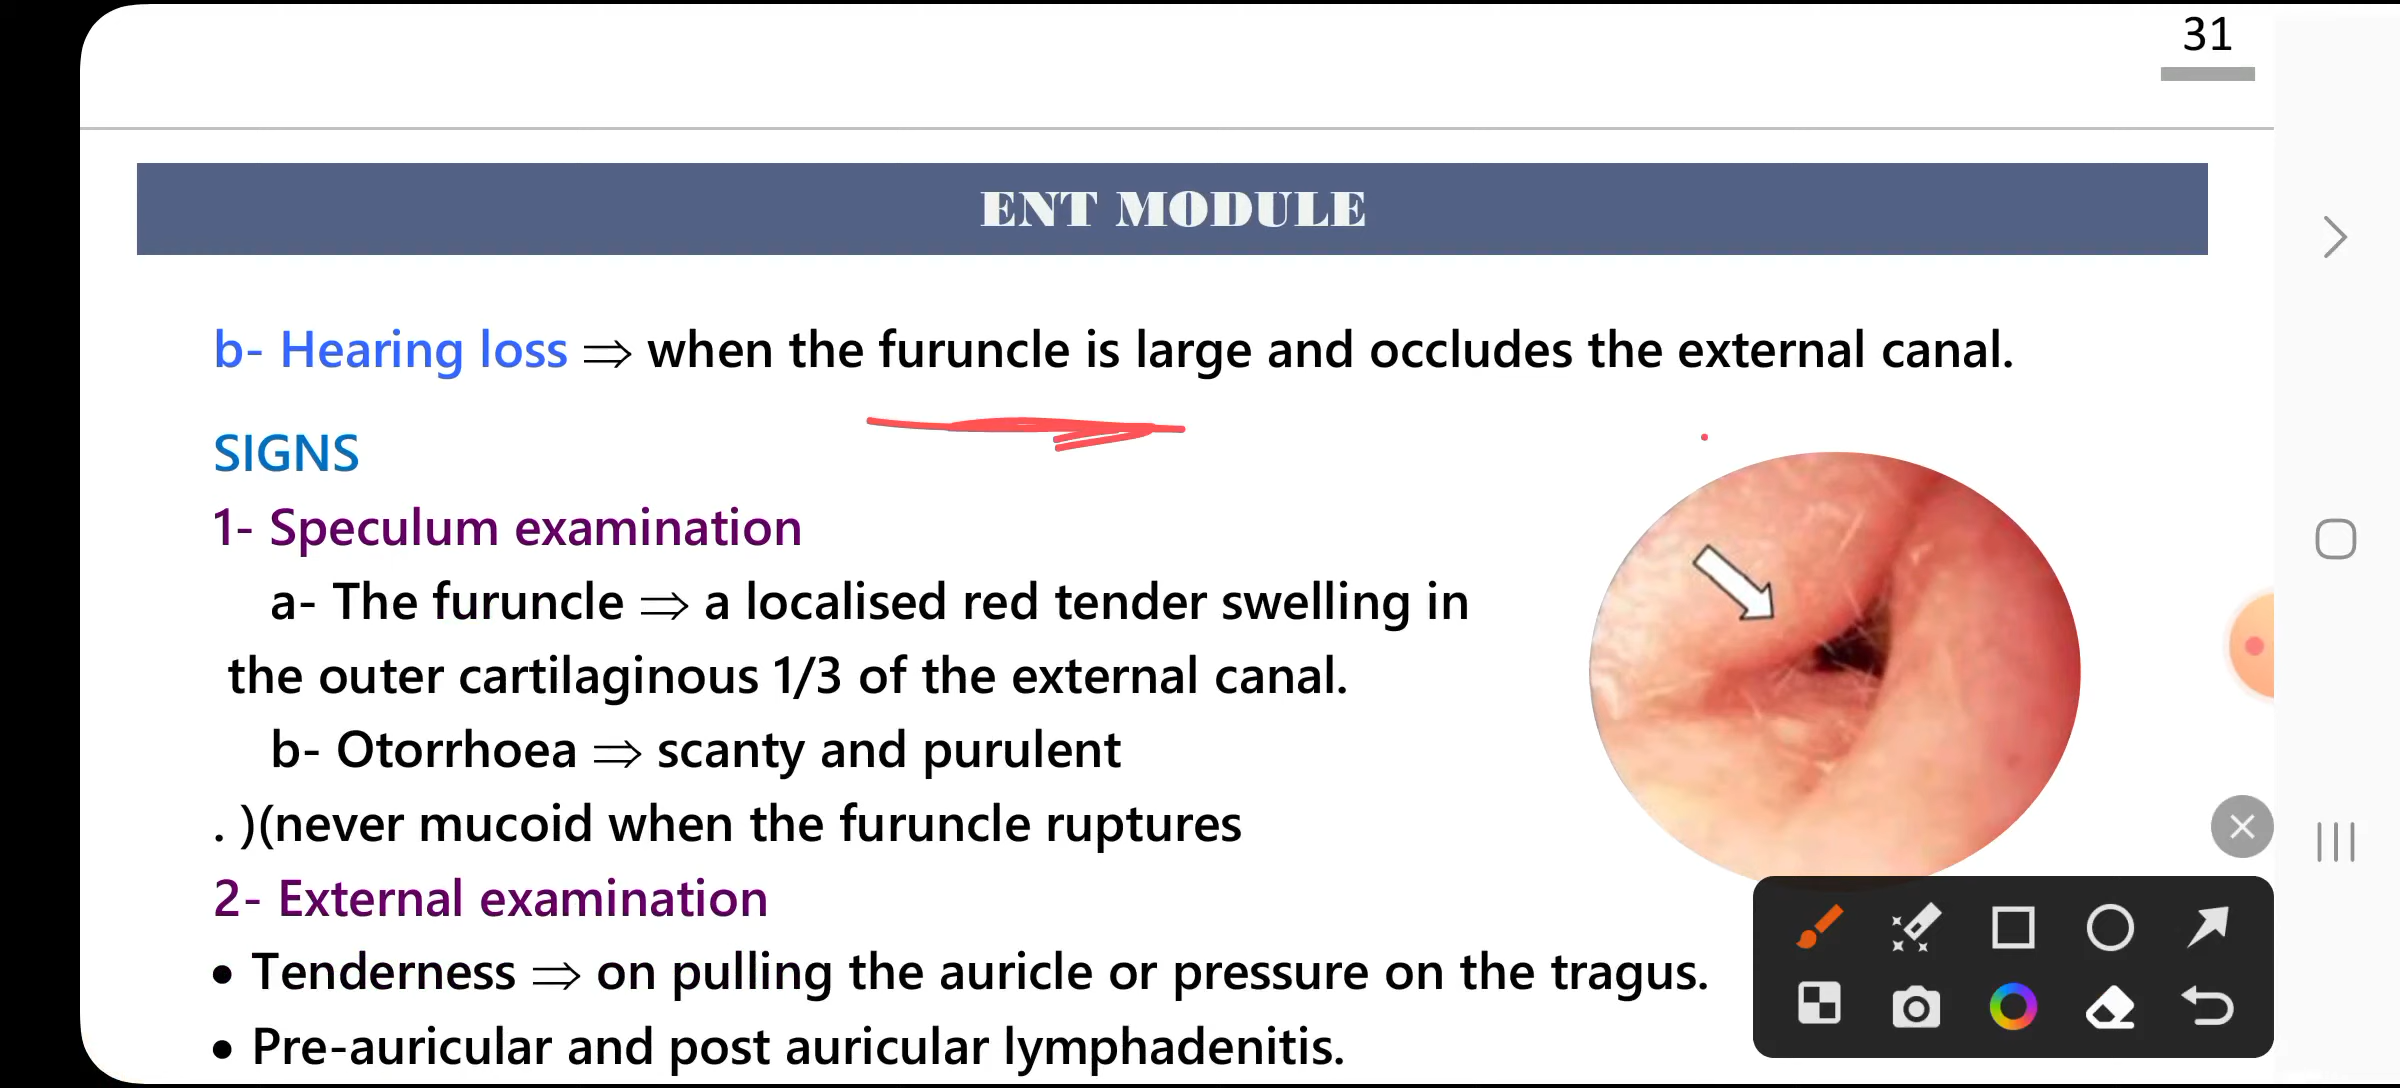 31
ENT MODULE
b- Hearing loss ⇒ when the furuncle is large and occludes the external canal.
SIGNS
1- Speculum examination
a- The furuncle ⇒ a localised red tender swelling in
the outer cartilaginous 1/3 of the external canal.
b- Otorrhoea ⇒ scanty and purulent
. )(never mucoid when the furuncle ruptures
2- External examination
• Tenderness ⇒ on pulling the auricle or pressure on the tragus.
• Pre-auricular and post auricular lymphadenitis.